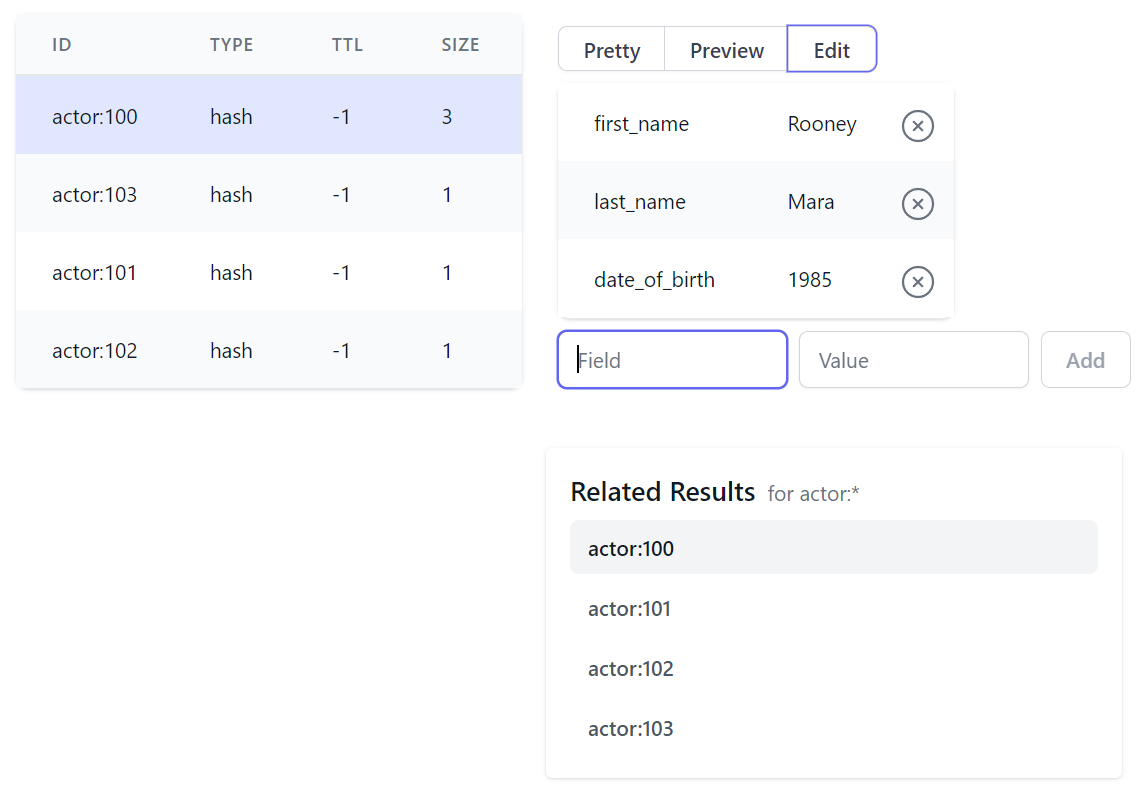 ID TYPE TTL SIZE
actor:100 hash -1 3
actor:103 hash -1 1
actor:101 hash -1 1
actor:102 hash -1 1
Pretty Preview Edit
first_name Rooney
last_name Mara
date_of_birth 1985
Field Value Add
Related Results for actor:*
actor:100
actor:101
actor:102
actor:103